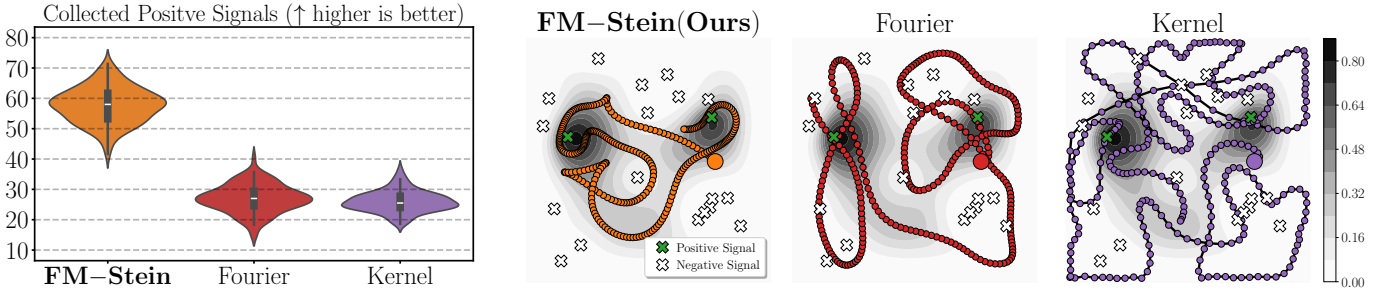 Collected Positve Signals (↑ higher is better)
80
70
60
50
40
30
20
10
FM−Stein
Fourier
Kernel
FM−Stein(Ours)
Positive Signal
Negative Signal
Fourier
Kernel
0.80
0.64
0.48
0.32
0.16
0.00